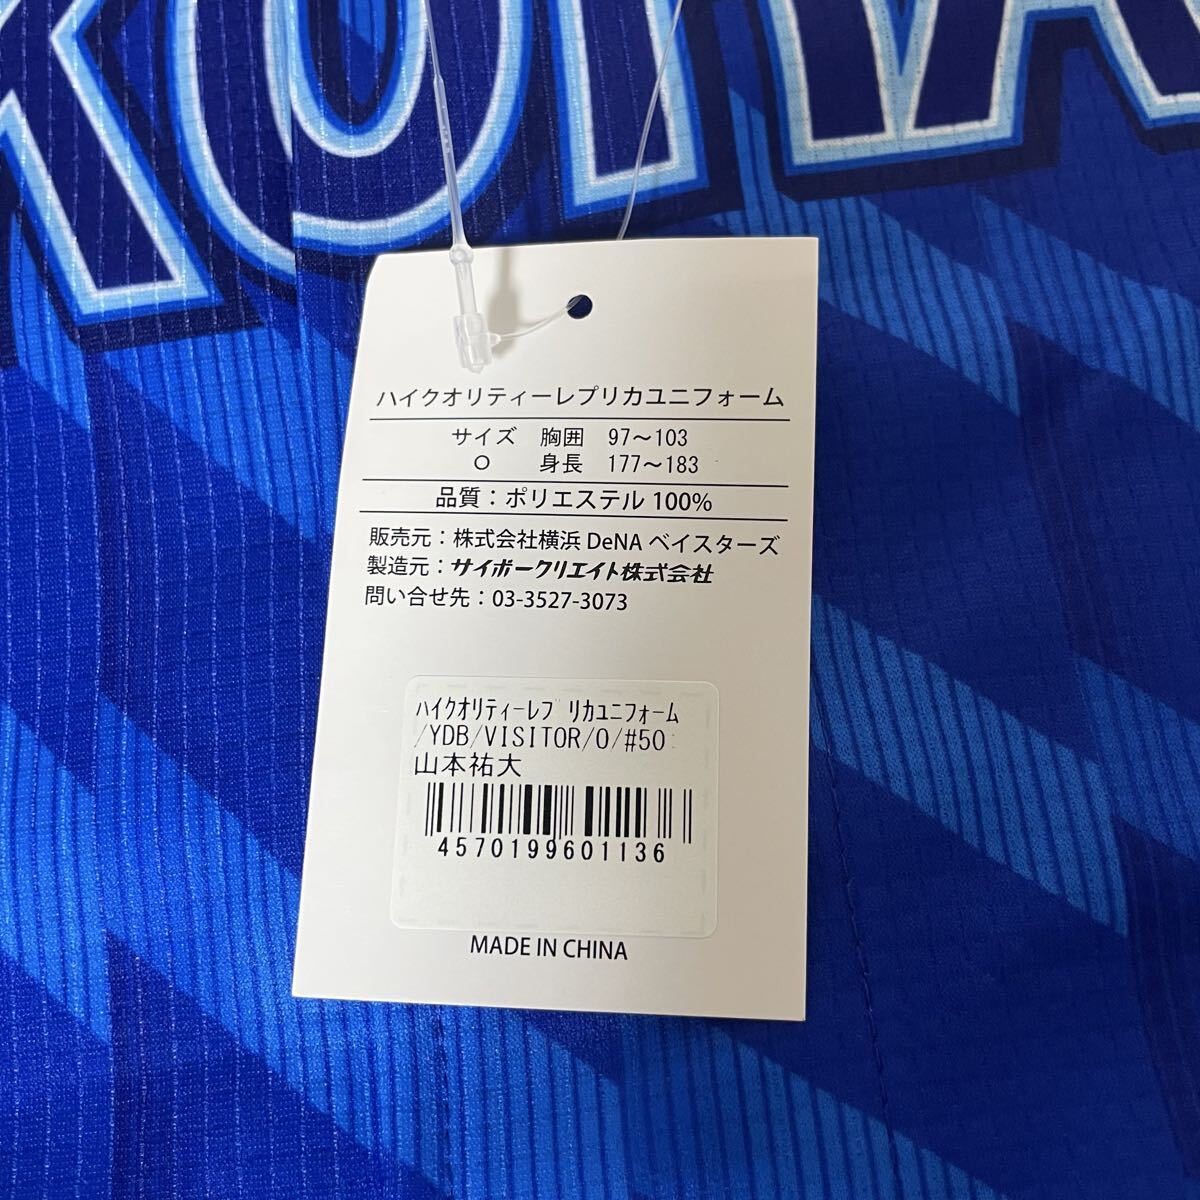 KOHA
ハイクオリティーレプリカユニフォーム
サイズ 胸囲 97〜103
O 身長 177〜183
品質：ポリエステル 100%
販売元：株式会社横浜 DeNA ベイスターズ
製造元：サイボークリエイト株式会社
問い合せ先：03-3527-3073
ﾊｲｸｵﾘﾃｨｰﾚﾌﾟﾘｶﾕﾆﾌｫｰﾑ
/YDB/VISITOR/O/#50
山本祐大
4570199601136
MADE IN CHINA